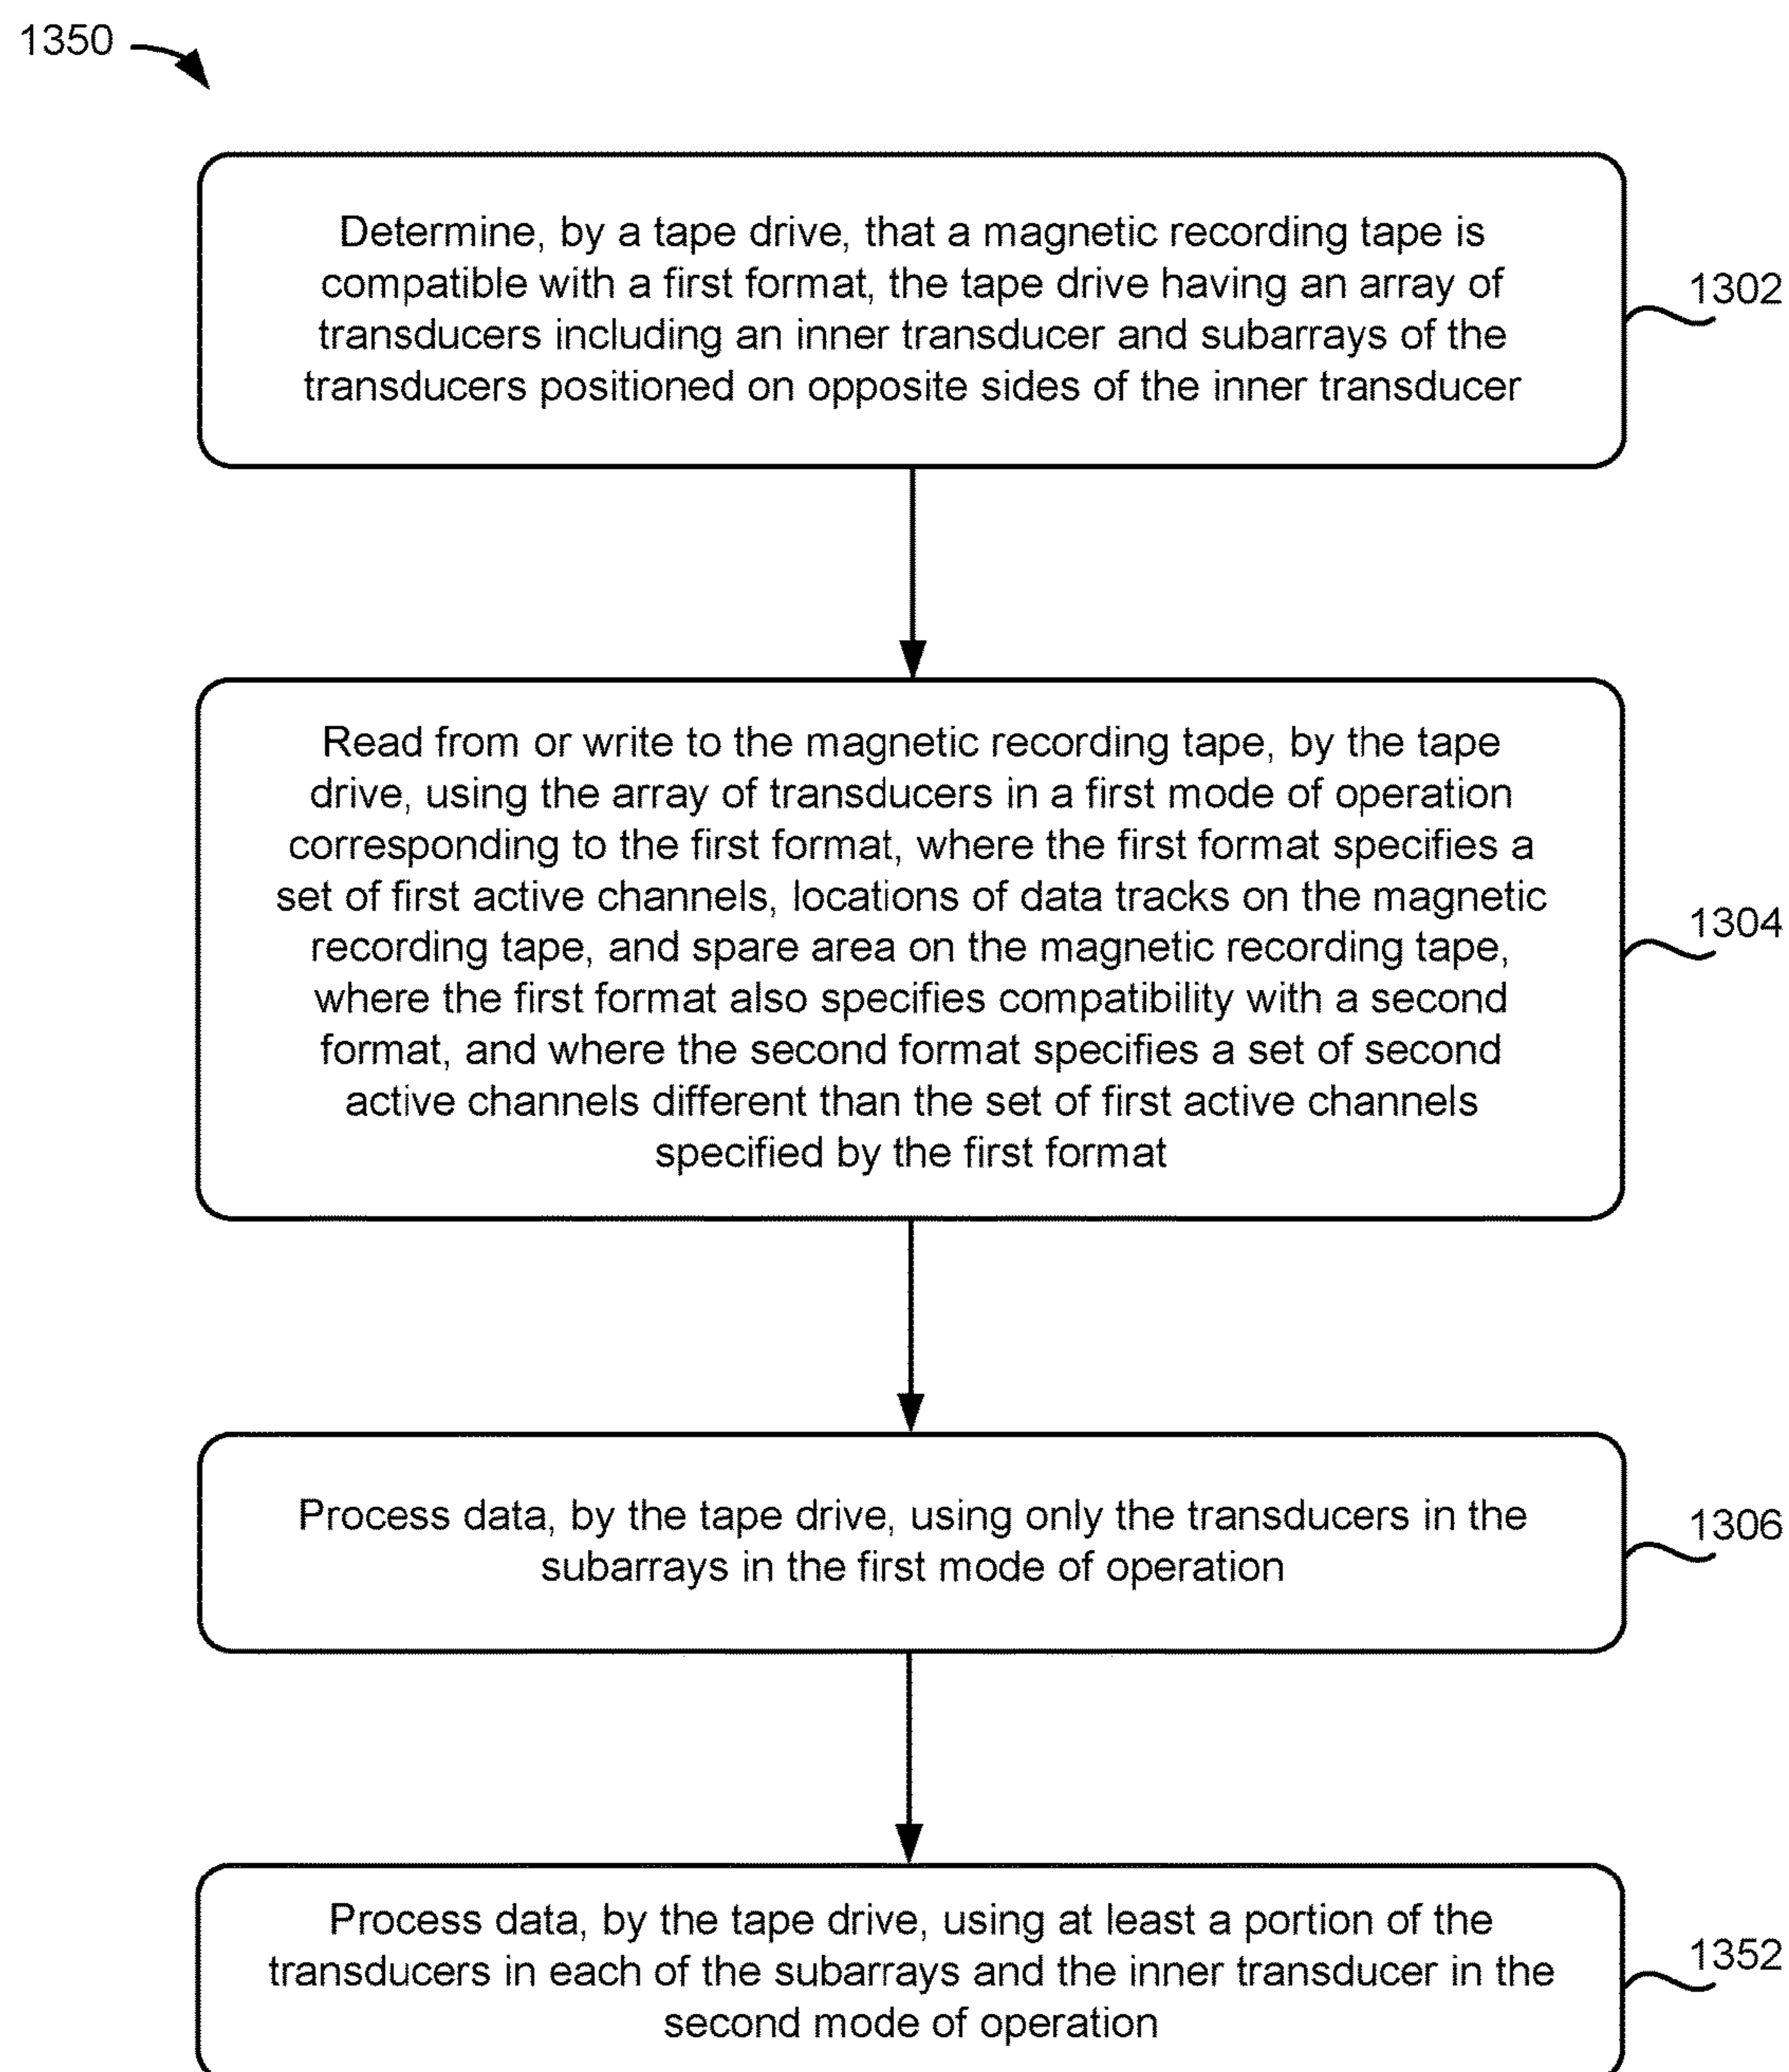 1350
Determine, by a tape drive, that a magnetic recording tape is
compatible with a first format, the tape drive having an array of
transducers including an inner transducer and subarrays of the
transducers positioned on opposite sides of the inner transducer
1302
Read from or write to the magnetic recording tape, by the tape
drive, using the array of transducers in a first mode of operation
corresponding to the first format, where the first format specifies a
set of first active channels, locations of data tracks on the magnetic
recording tape, and spare area on the magnetic recording tape,
where the first format also specifies compatibility with a second
format, and where the second format specifies a set of second
active channels different than the set of first active channels
specified by the first format
1304
Process data, by the tape drive, using only the transducers in the
subarrays in the first mode of operation
1306
Process data, by the tape drive, using at least a portion of the
transducers in each of the subarrays and the inner transducer in the
second mode of operation
1352